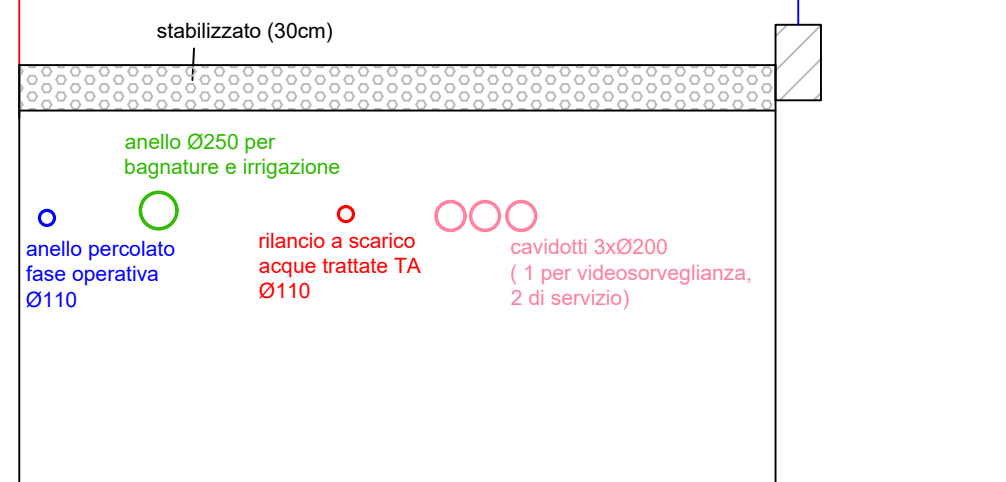 stabilizzato (30cm)
anello Ø250 per
bagnature e irrigazione
anello percolato
fase operativa
Ø110
rilancio a scarico
acque trattate TA
Ø110
cavidotti 3xØ200
( 1 per videosorveglianza,
2 di servizio)